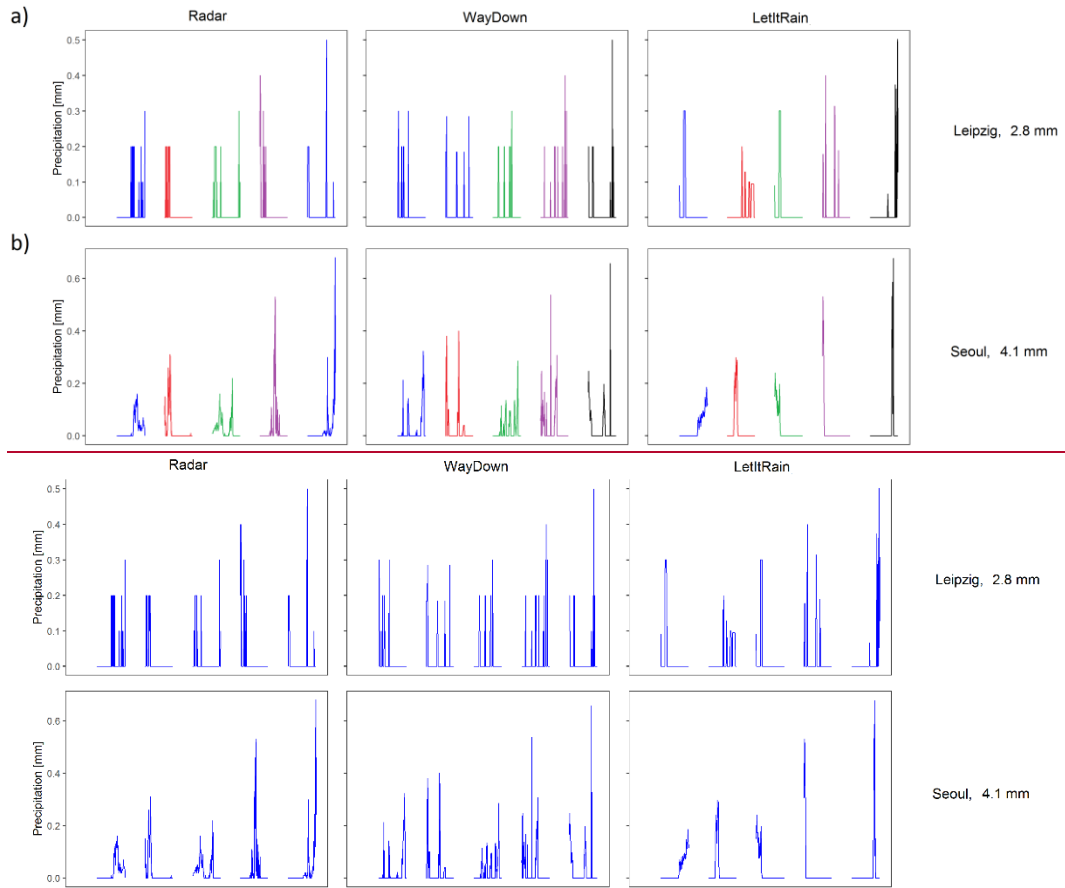 a)
Radar
WayDown
LetItRain
Precipitation [mm]
0.5
0.4
0.3
0.2
0.1
0.0
Leipzig, 2.8 mm
b)
Precipitation [mm]
0.6
0.4
0.2
0.0
Seoul, 4.1 mm
Radar
WayDown
LetItRain
Precipitation [mm]
0.5
0.4
0.3
0.2
0.1
0.0
Leipzig, 2.8 mm
Precipitation [mm]
0.6
0.4
0.2
0.0
Seoul, 4.1 mm